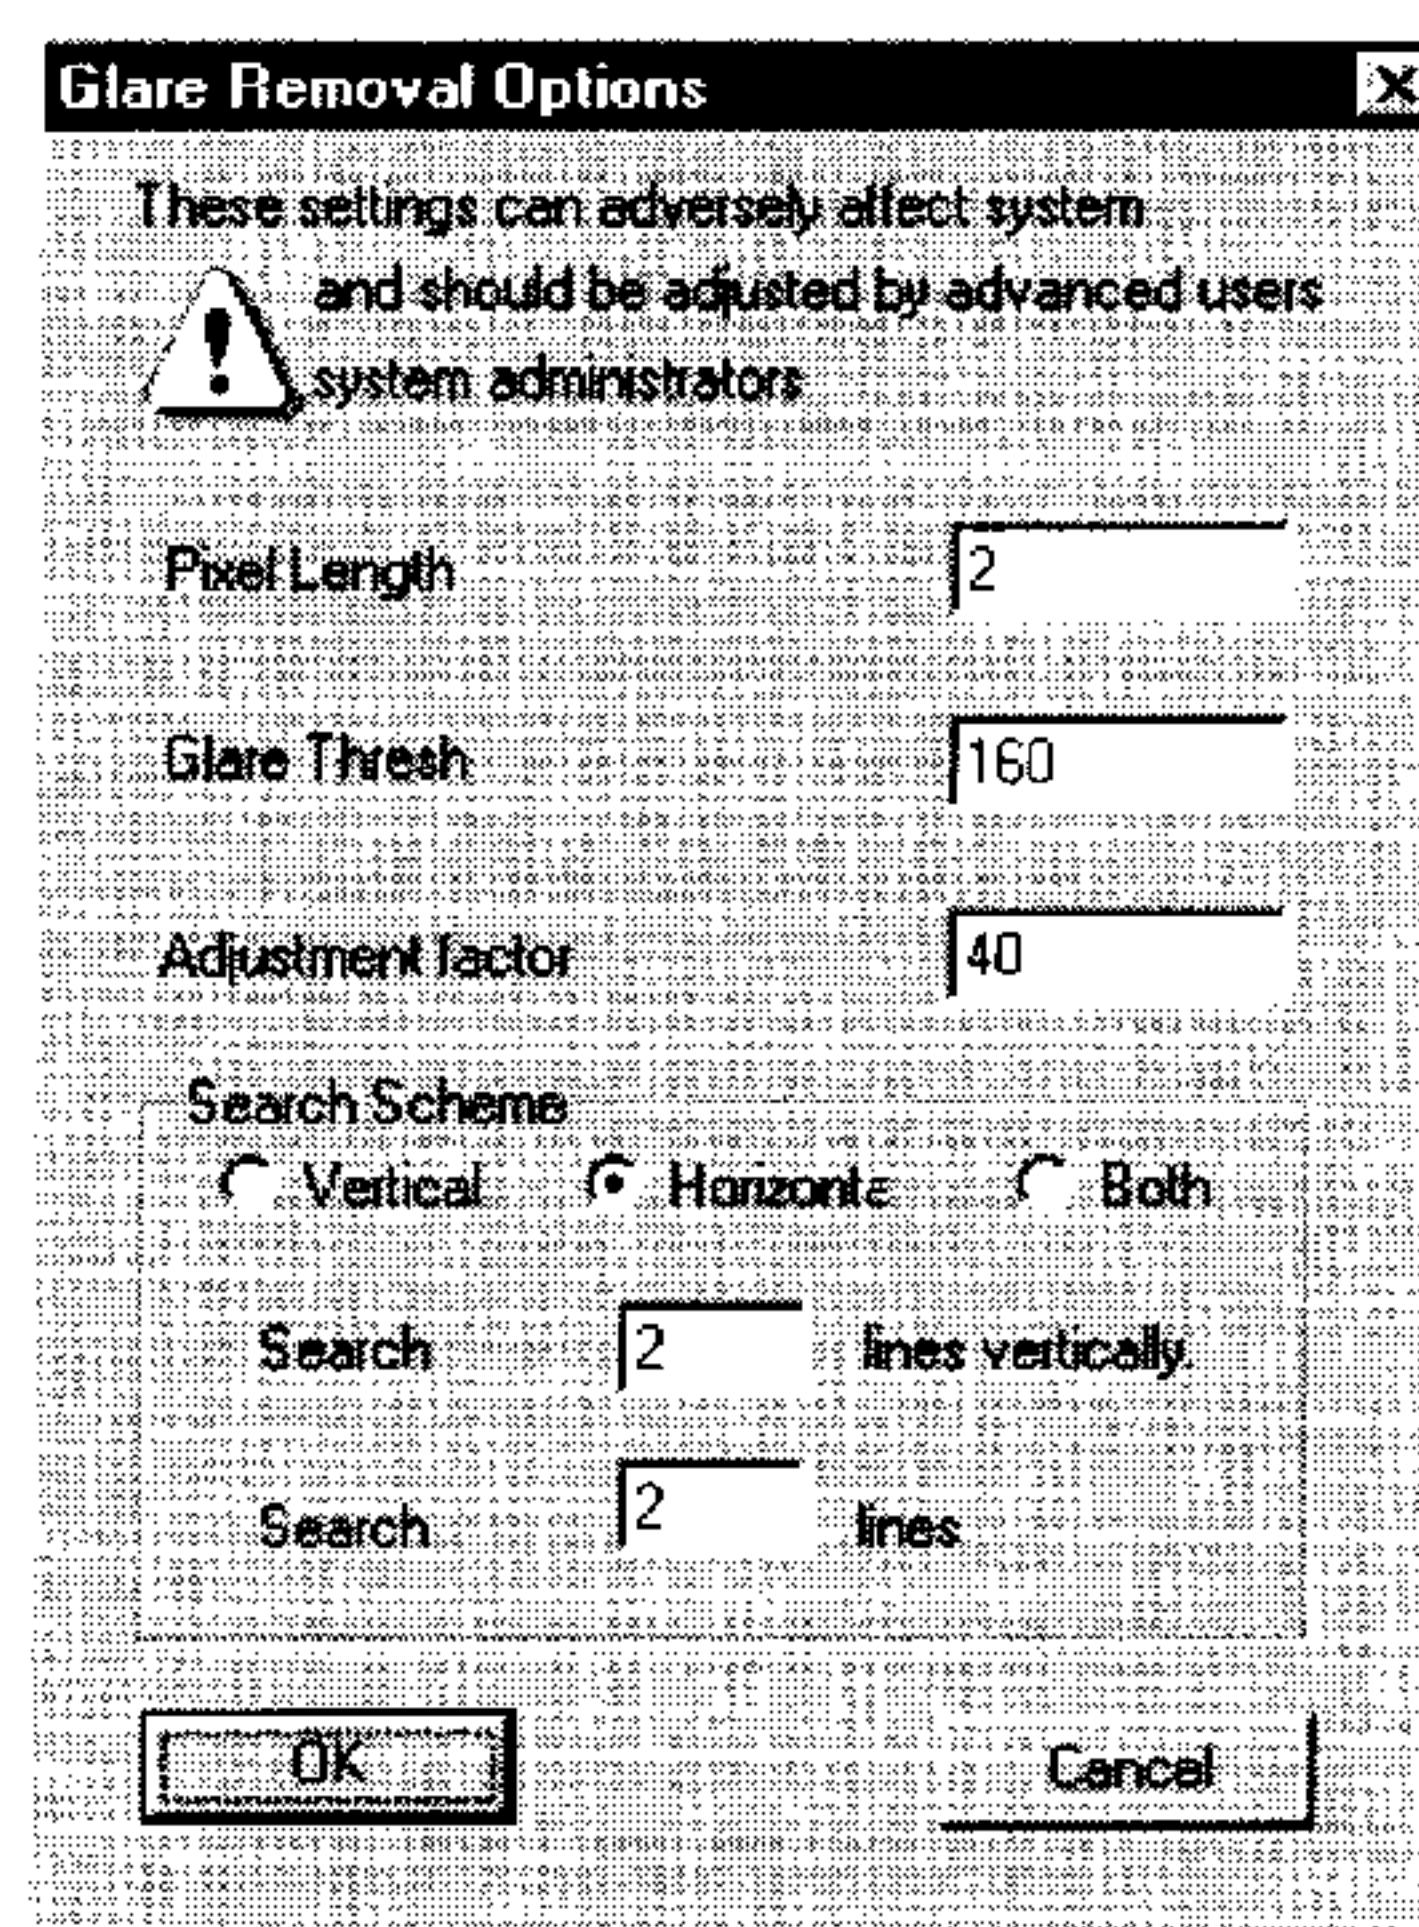 Glare Removal Options
These settings can adversely affect system
and should be adjusted by advanced users
system administrators
Pixel Length 2
Glare Thresh 160
Adjustment factor 40
Search Scheme
Vertical Horizonta Both
Search 2 lines vertically.
Search 2 lines
OK Cancel